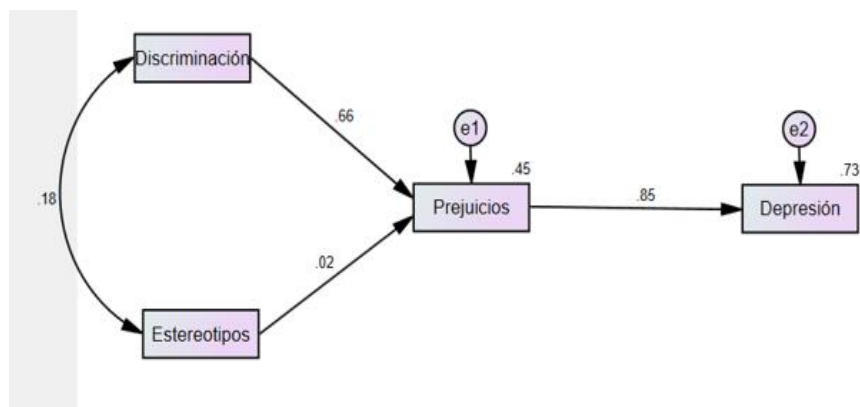 Discriminación
.66
e1
e2
.45
.73
.18
Prejuicios
.85
Depresión
.02
Estereotipos